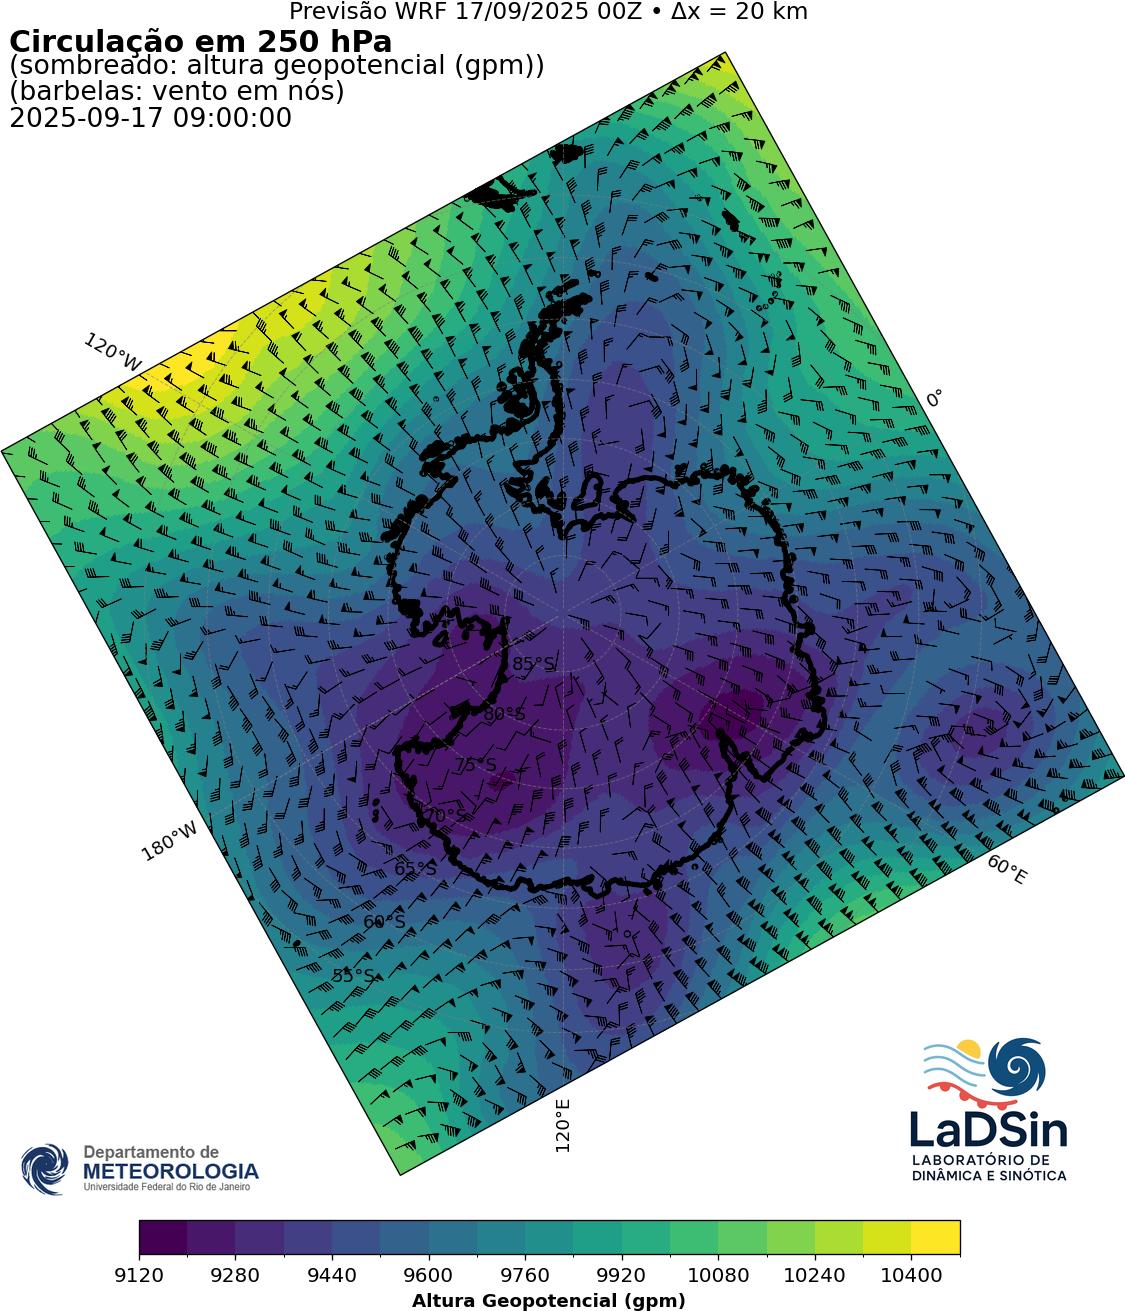 Previsão WRF 17/09/2025 00Z • Δx = 20 km
Circulação em 250 hPa
(sombreado: altura geopotencial (gpm))
(barbelas: vento em nós)
2025-09-17 09:00:00
120°W
0°
85°S
80°S
75°S
70°S
180°W
65°S
60°E
60°S
55°S
120°E
LaDSin
LABORATÓRIO DE
DINÂMICA E SINÓTICA
Departamento de
METEOROLOGIA
Universidade Federal do Rio de Janeiro
9120 9280 9440 9600 9760 9920 10080 10240 10400
Altura Geopotencial (gpm)